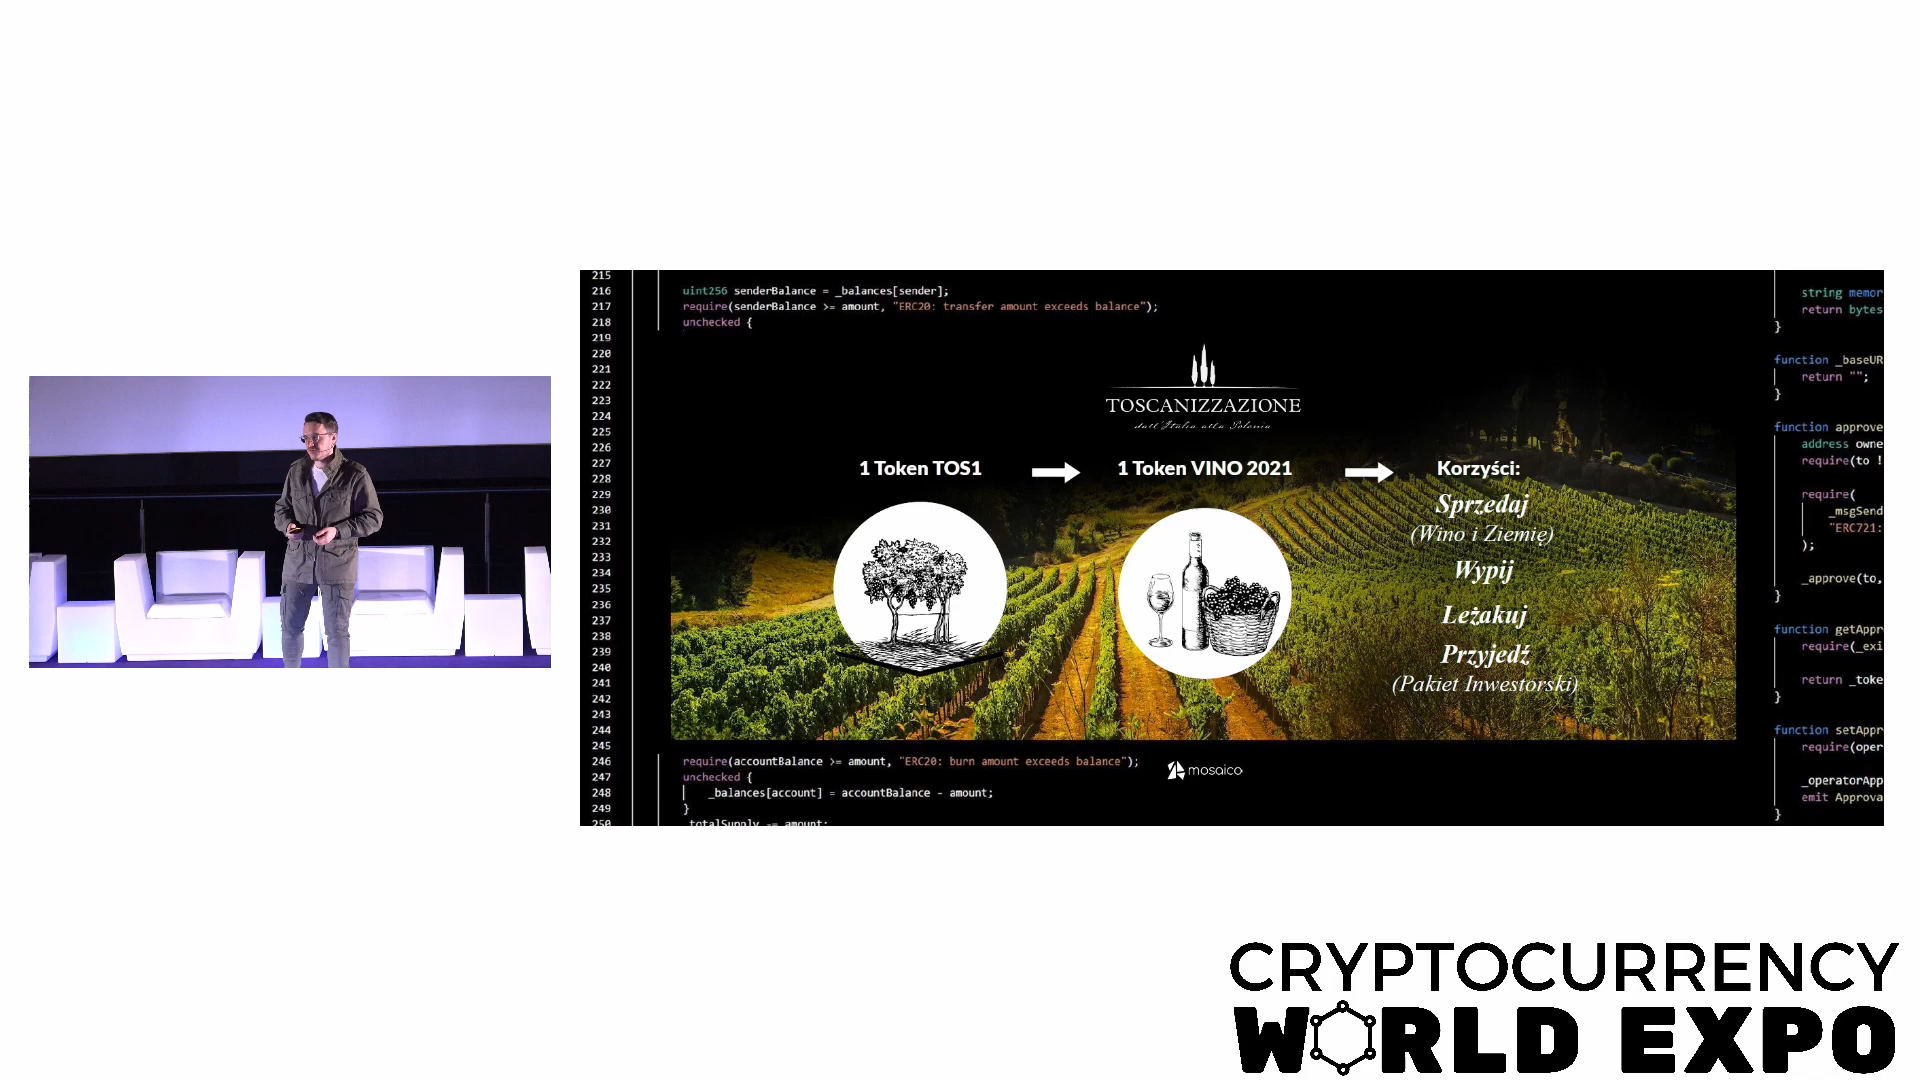 215
216 uint256 senderBalance = _balances[sender];
217 require(senderBalance >= amount, "ERC20: transfer amount exceeds balance");
218 unchecked {
219
220
221
222
223
224
225
226
227
228
229
230
231
232
233
234
235
236
237
238
239
240
241
242
243
244
245
246 require(accountBalance >= amount, "ERC20: burn amount exceeds balance");
247 unchecked {
248 _balances[account] = accountBalance - amount;
249 }
250 _totalSupply -= amount;
TOSCANIZZAZIONE
dall'Italia alla Polonia
1 Token TOS1
1 Token VINO 2021
Korzyści:
Sprzedaj
(Wino i Ziemię)
Wypij
Leżakuj
Przyjedź
(Pakiet Inwestorski)
mosaico
string memor
return bytes
}
function _baseUR
return "";
}
function approve
address owne
require(to !
require(
_msgSend
"ERC721:
);
_approve(to,
}
function getAppr
require(_exi
return _toke
}
function setAppr
require(oper
_operatorApp
emit Approva
}
CRYPTOCURRENCY
WORLD EXPO